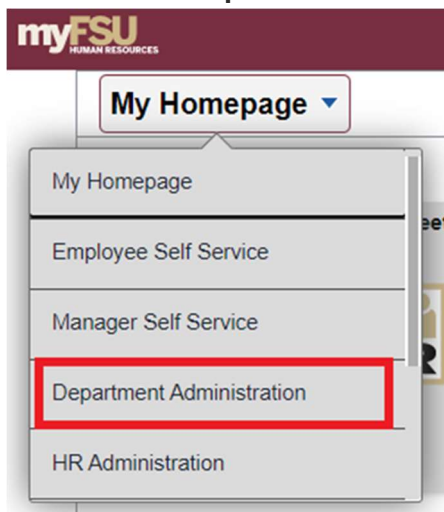 myFSU
HUMAN RESOURCES
My Homepage
My Homepage
Employee Self Service
Manager Self Service
Department Administration
HR Administration